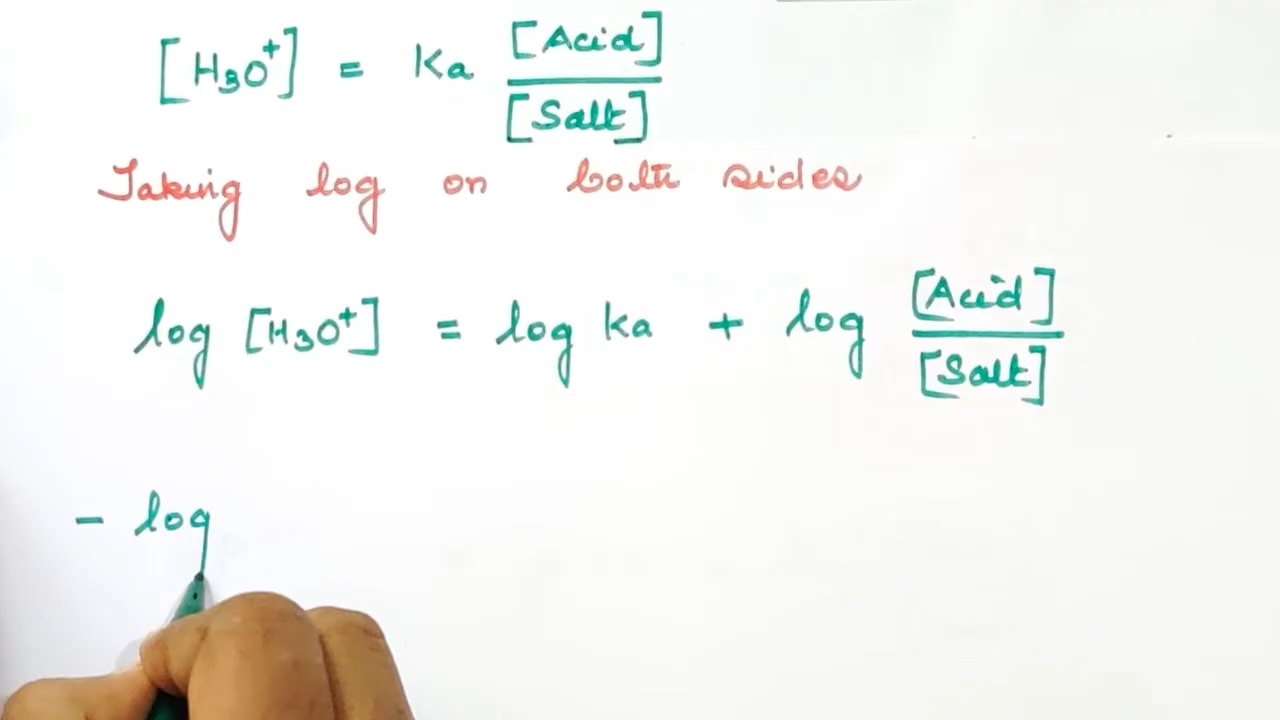 [H₃O⁺] = Ka [Acid]/[Salt]
Taking log on both sides
log [H₃O⁺] = log Ka + log [Acid]/[Salt]
- log